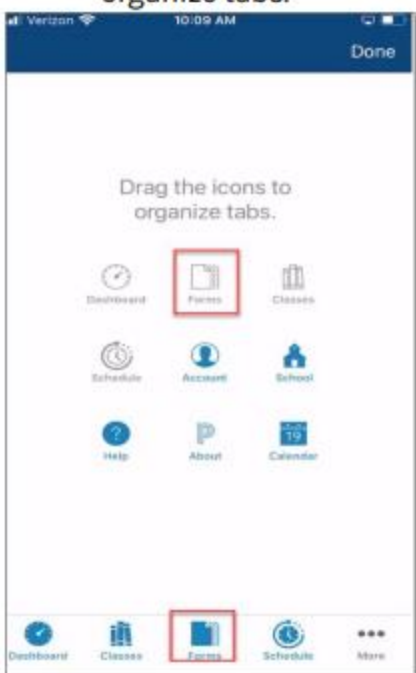 organize tabs.
Verizon 10:09 AM
Done
Drag the icons to
organize tabs.
Dashboard Forms Classes
Schedule Account School
19
Help About Calendar
Dashboard Classes Forms Schedule More